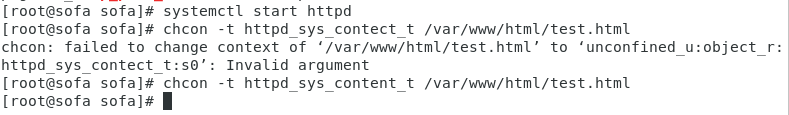 [root@sofa sofa]# systemctl start httpd
[root@sofa sofa]# chcon -t httpd_sys_contect_t /var/www/html/test.html
chcon: failed to change context of ‘/var/www/html/test.html’ to ‘unconfined_u:object_r:
httpd_sys_contect_t:s0’: Invalid argument
[root@sofa sofa]# chcon -t httpd_sys_content_t /var/www/html/test.html
[root@sofa sofa]#